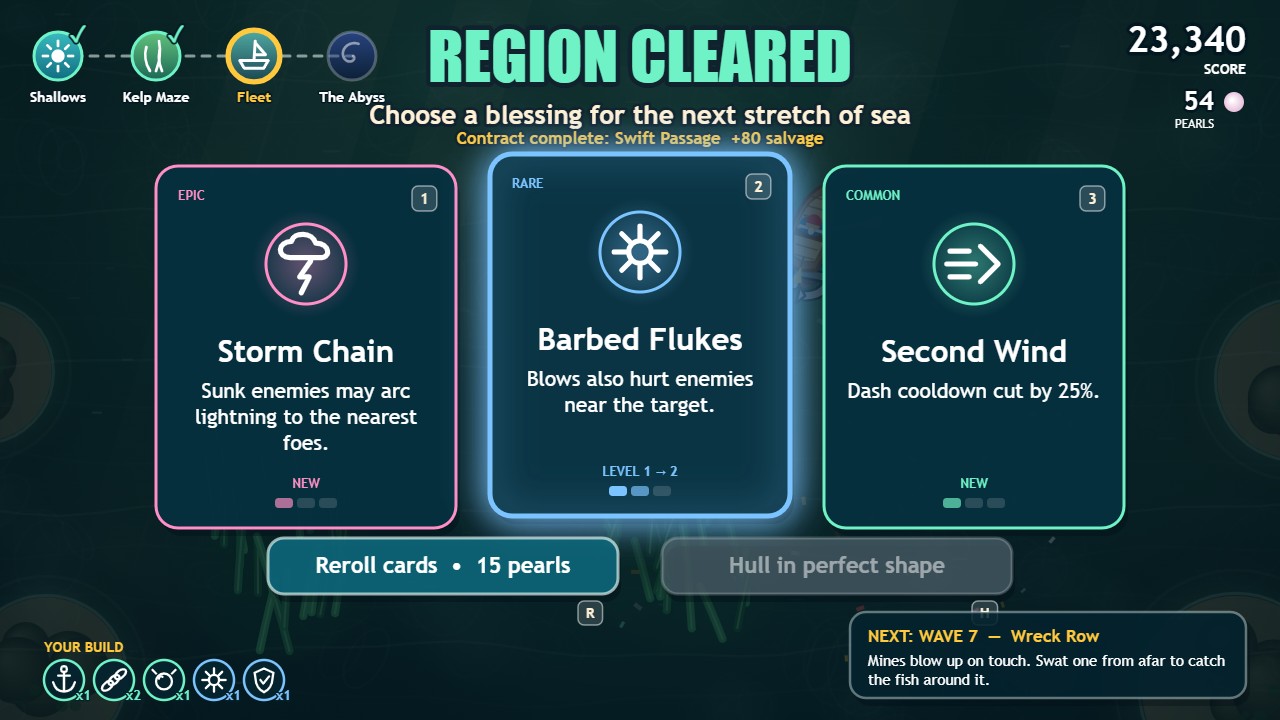 Shallows
Kelp Maze
Fleet
The Abyss
REGION CLEARED
23,340
SCORE
54
PEARLS
Choose a blessing for the next stretch of sea
Contract complete: Swift Passage +80 salvage
EPIC
1
Storm Chain
Sunk enemies may arc
lightning to the nearest
foes.
NEW
RARE
2
Barbed Flukes
Blows also hurt enemies
near the target.
LEVEL 1 → 2
COMMON
3
Second Wind
Dash cooldown cut by 25%.
NEW
Reroll cards • 15 pearls
R
Hull in perfect shape
H
YOUR BUILD
x1
x2
x1
x1
x1
NEXT: WAVE 7 — Wreck Row
Mines blow up on touch. Swat one from afar to catch
the fish around it.